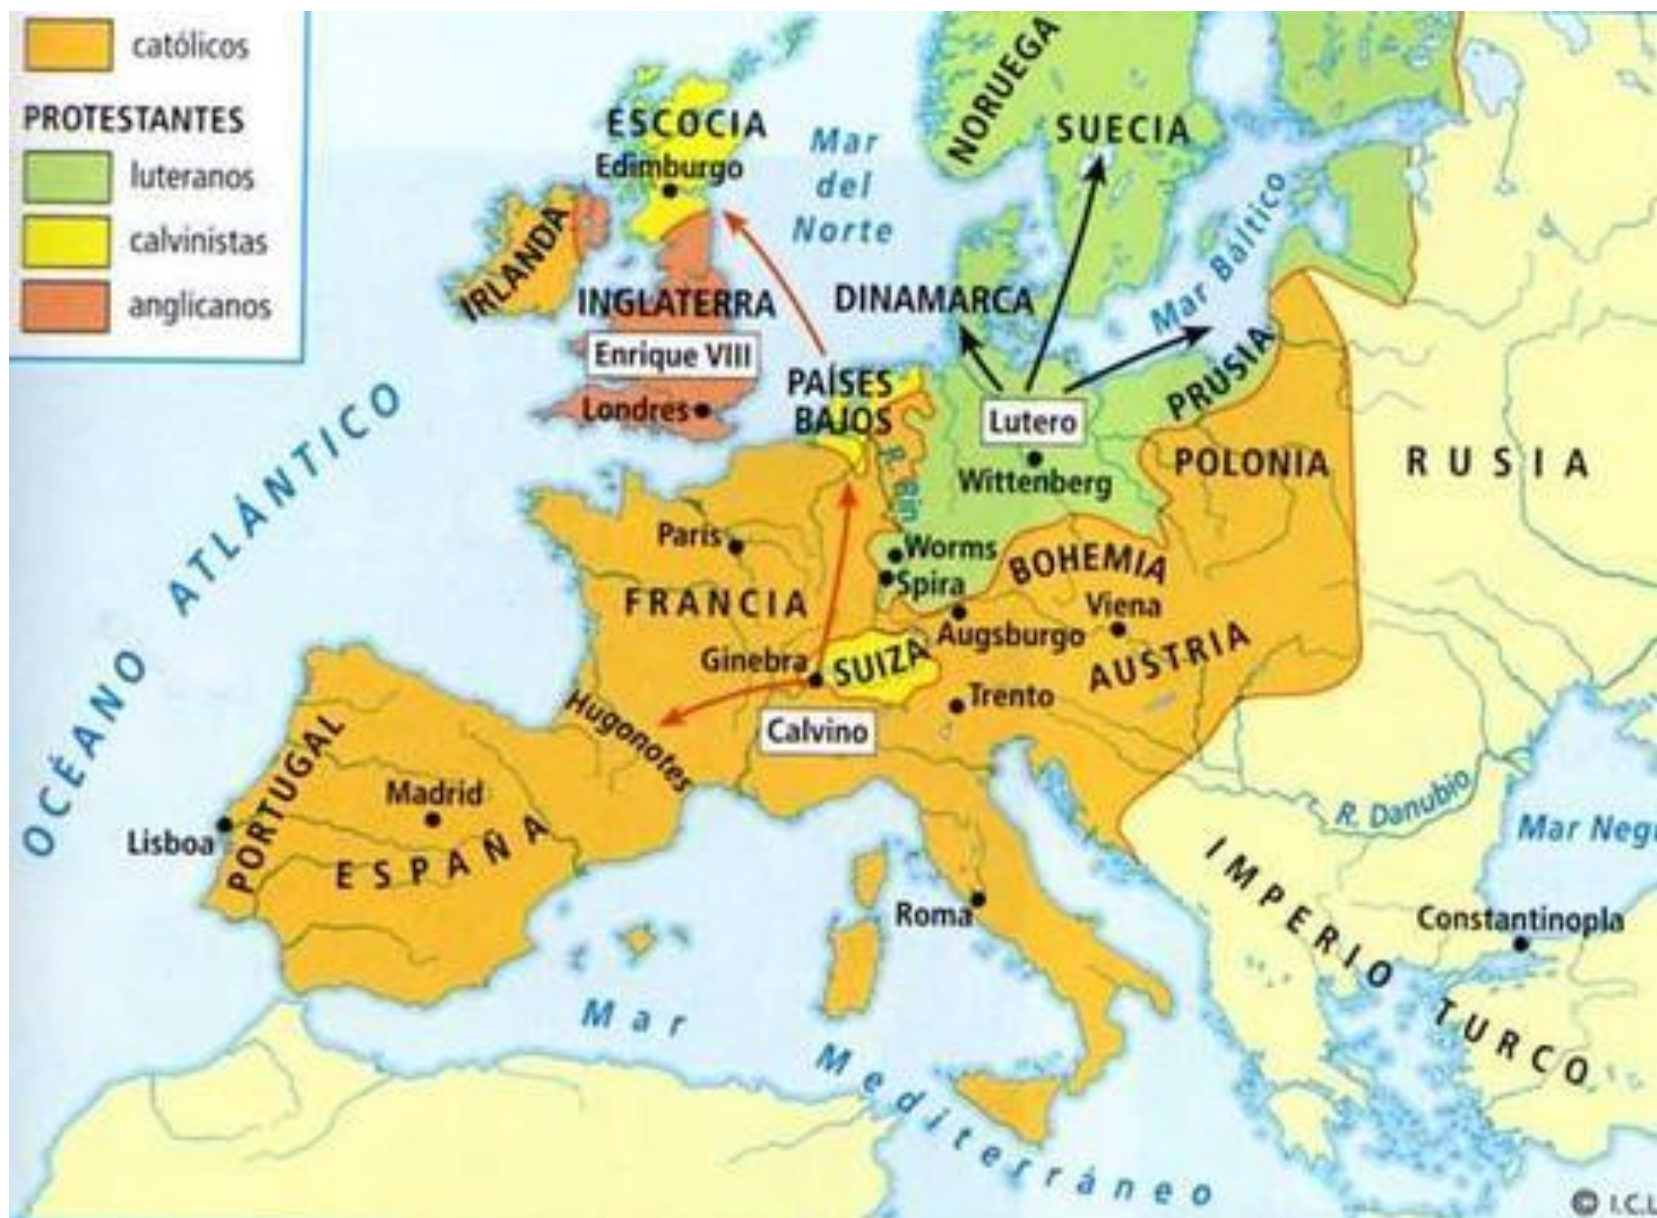 católicos
PROTESTANTES
luteranos
calvinistas
anglicanos
NORUEGA
SUECIA
ESCOCIA
Edimburgo
Mar
del
Norte
Mar Báltico
IRLANDA
INGLATERRA
Enrique VIII
Londres
DINAMARCA
PAÍSES
BAJOS
PRUSIA
Lutero
Wittenberg
POLONIA
RUSIA
R. Rin
OCÉANO ATLÁNTICO
París
Worms
Spira
BOHEMIA
FRANCIA
Viena
Augsburgo
AUSTRIA
Ginebra
SUIZA
Trento
Hugonotes
Calvino
PORTUGAL
Madrid
Lisboa
ESPAÑA
R. Danubio
Mar Neg
IMPERIO TURCO
Roma
Constantinopla
Mar Mediterráneo
© I.C.L